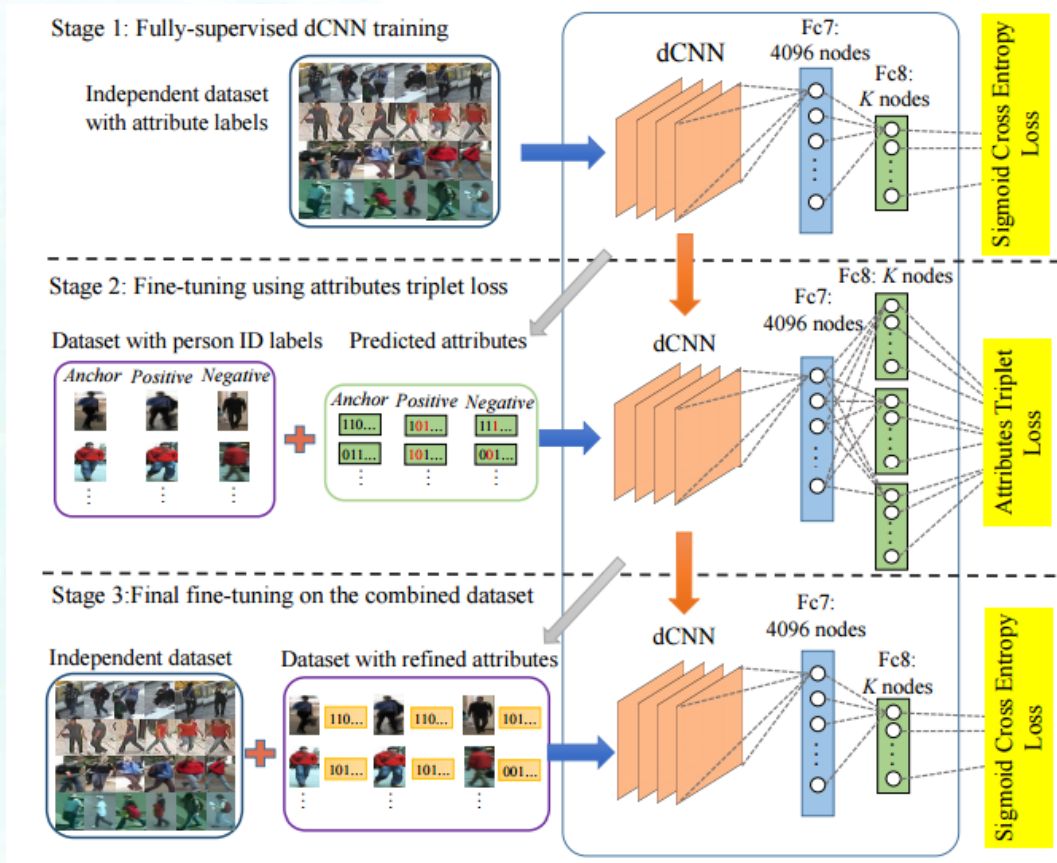 Stage 1: Fully-supervised dCNN training
Independent dataset
with attribute labels
dCNN
Fc7:
4096 nodes
Fc8:
K nodes
Sigmoid Cross Entropy
Loss
Stage 2: Fine-tuning using attributes triplet loss
Dataset with person ID labels
Anchor Positive Negative
Predicted attributes
Anchor Positive Negative
110... 101... 111...
011... 101... 001...
dCNN
Fc7:
4096 nodes
Fc8: K nodes
Attributes Triplet
Loss
Stage 3:Final fine-tuning on the combined dataset
Independent dataset
Dataset with refined attributes
110... 110... 101...
101... 101... 001...
dCNN
Fc7:
4096 nodes
Fc8:
K nodes
Sigmoid Cross Entropy
Loss